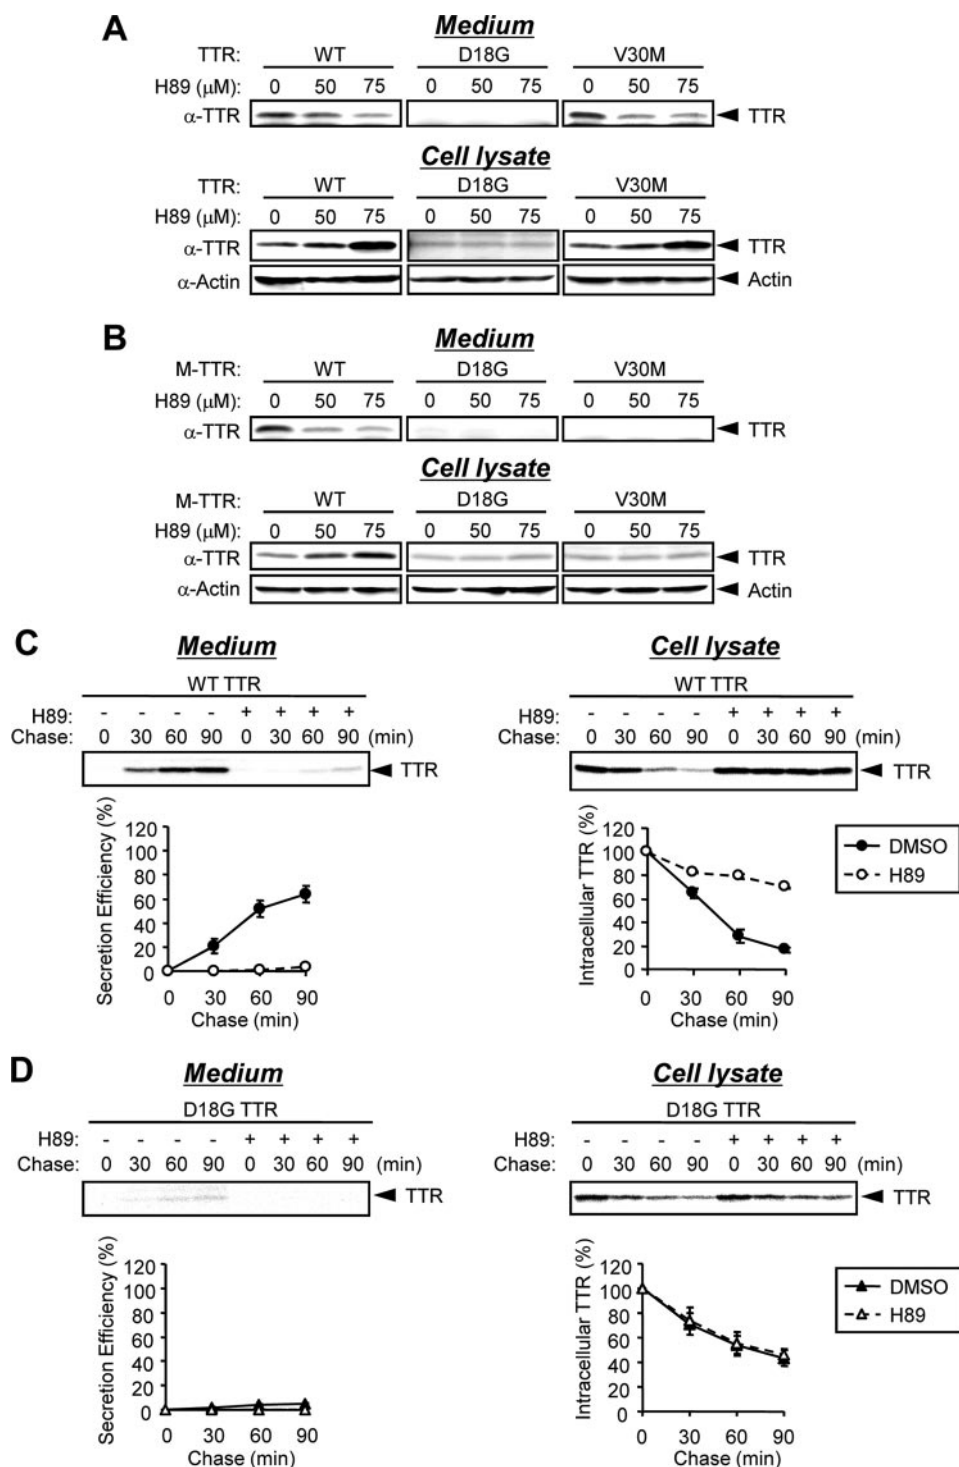 A
Medium
TTR: WT D18G V30M
H89 (μM): 0 50 75 0 50 75 0 50 75
α-TTR TTR
Cell lysate
TTR: WT D18G V30M
H89 (μM): 0 50 75 0 50 75 0 50 75
α-TTR TTR
α-Actin Actin
B
Medium
M-TTR: WT D18G V30M
H89 (μM): 0 50 75 0 50 75 0 50 75
α-TTR TTR
Cell lysate
M-TTR: WT D18G V30M
H89 (μM): 0 50 75 0 50 75 0 50 75
α-TTR TTR
α-Actin Actin
C
Medium
WT TTR
H89: - - - - + + + +
Chase: 0 30 60 90 0 30 60 90 (min)
TTR
Secretion Efficiency (%)
120
100
80
60
40
20
0
0 30 60 90
Chase (min)
Cell lysate
WT TTR
H89: - - - - + + + +
Chase: 0 30 60 90 0 30 60 90 (min)
TTR
Intracellular TTR (%)
120
100
80
60
40
20
0
0 30 60 90
Chase (min)
DMSO
H89
D
Medium
D18G TTR
H89: - - - - + + + +
Chase: 0 30 60 90 0 30 60 90 (min)
TTR
Secretion Efficiency (%)
120
100
80
60
40
20
0
0 30 60 90
Chase (min)
Cell lysate
D18G TTR
H89: - - - - + + + +
Chase: 0 30 60 90 0 30 60 90 (min)
TTR
Intracellular TTR (%)
120
100
80
60
40
20
0
0 30 60 90
Chase (min)
DMSO
H89